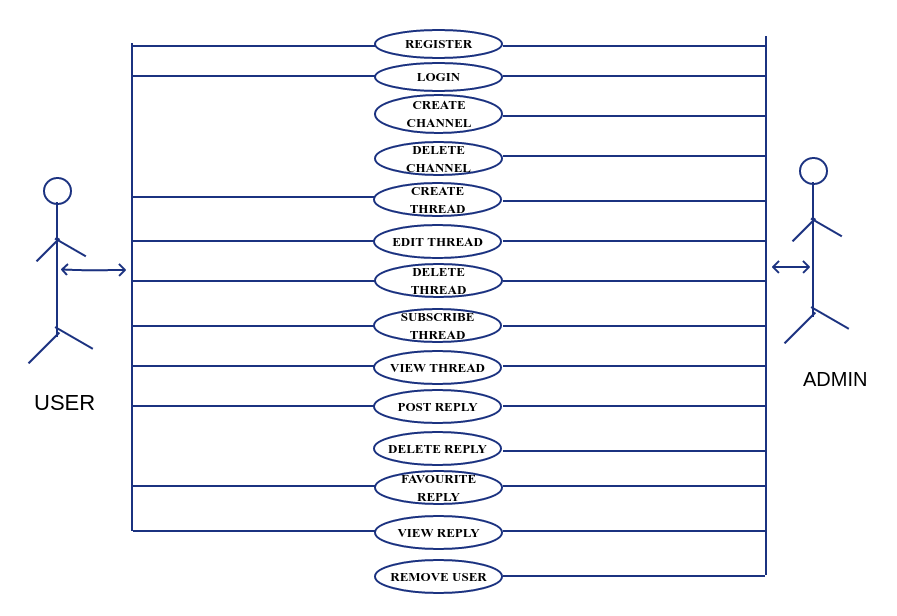 REGISTER
LOGIN
CREATE
CHANNEL
DELETE
CHANNEL
CREATE
THREAD
EDIT THREAD
DELETE
THREAD
SUBSCRIBE
THREAD
VIEW THREAD
POST REPLY
DELETE REPLY
FAVOURITE
REPLY
VIEW REPLY
REMOVE USER
USER
ADMIN